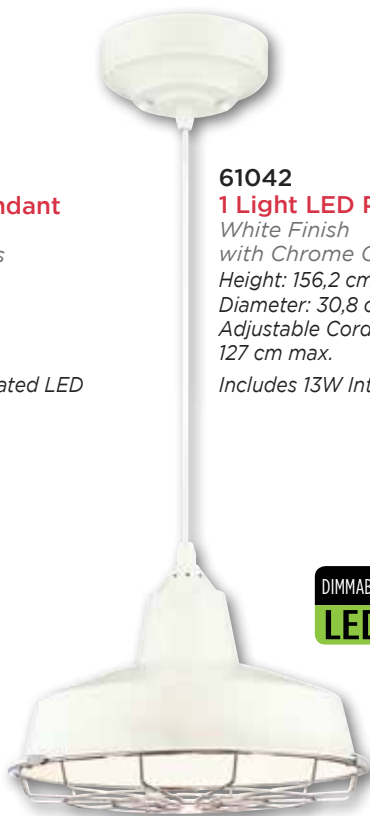 ndant
s
ated LED
61042
1 Light LED P
White Finish
with Chrome C
Height: 156,2 cm
Diameter: 30,8 c
Adjustable Cord
127 cm max.
Includes 13W Int
DIMMAB
LED